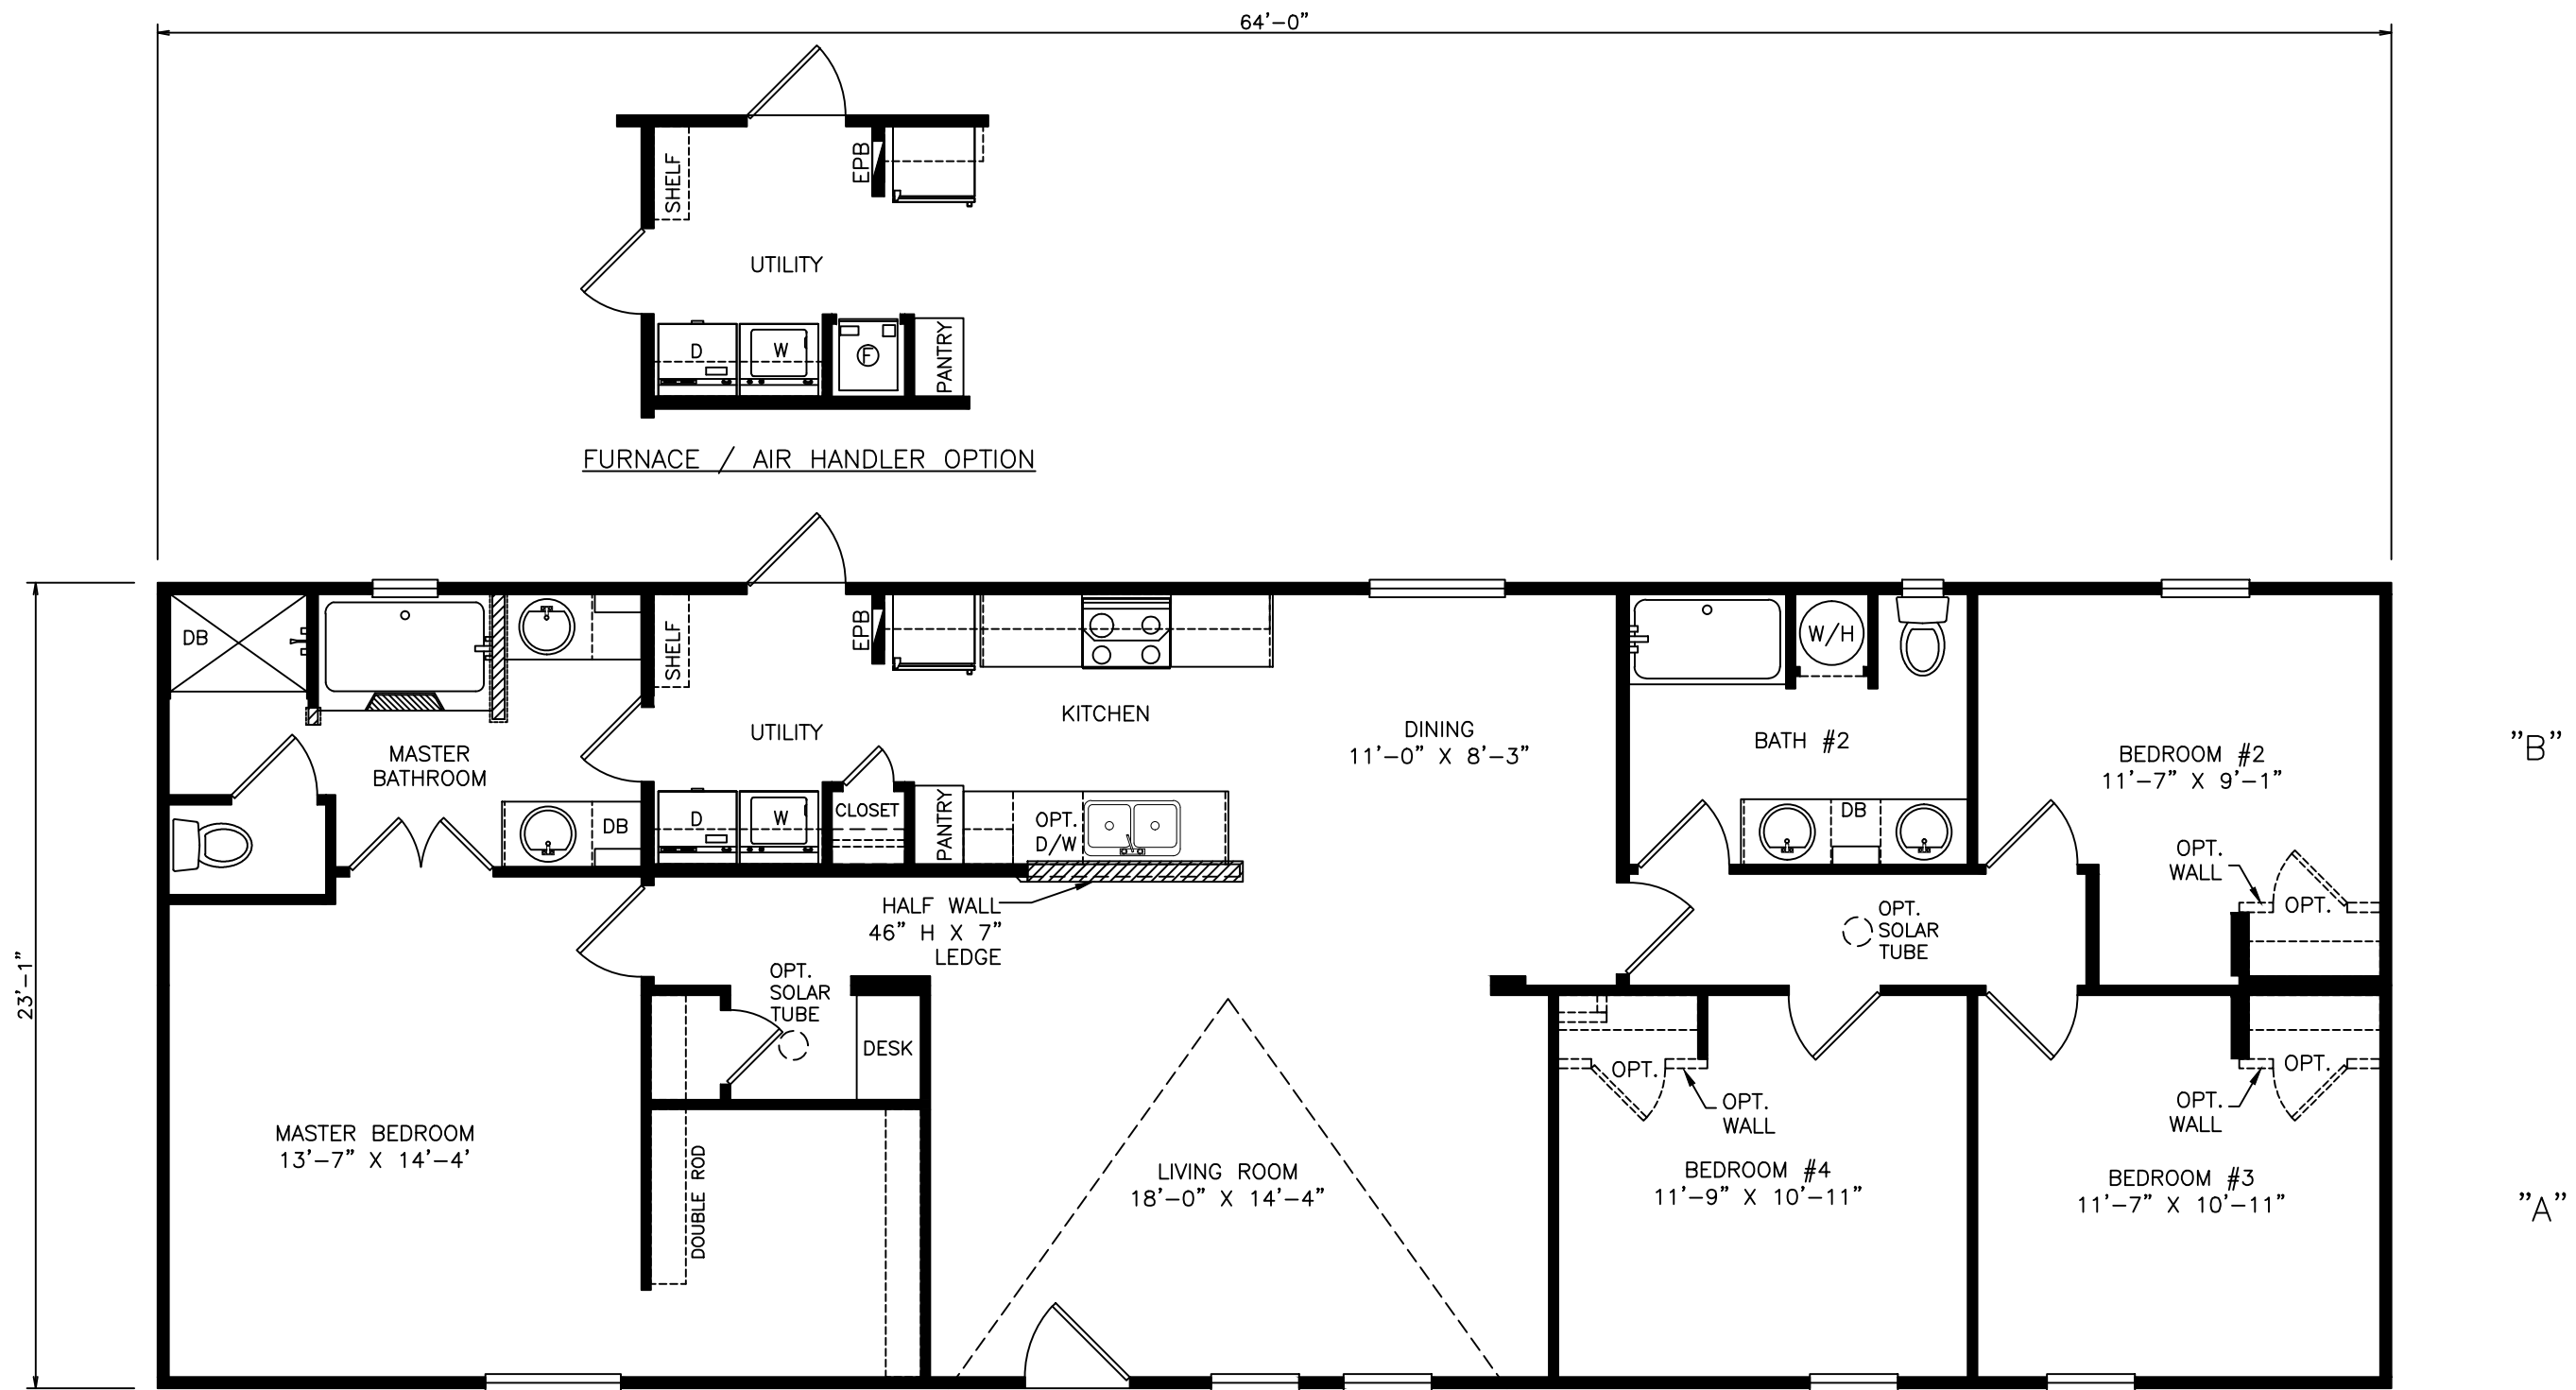 64'-0"
SHELF
EPB
UTILITY
D
W
F
PANTRY
FURNACE / AIR HANDLER OPTION
23'-1"
DB
MASTER
BATHROOM
DB
SHELF
EPB
UTILITY
D
W
CLOSET
PANTRY
KITCHEN
OPT.
D/W
DINING
11'-0" X 8'-3"
W/H
BATH #2
DB
BEDROOM #2
11'-7" X 9'-1"
"B"
OPT.
WALL
OPT.
HALF WALL
46" H X 7"
LEDGE
OPT.
SOLAR
TUBE
OPT.
SOLAR
TUBE
DESK
OPT.
OPT.
WALL
OPT.
OPT.
WALL
MASTER BEDROOM
13'-7" X 14'-4'
DOUBLE ROD
LIVING ROOM
18'-0" X 14'-4"
BEDROOM #4
11'-9" X 10'-11"
BEDROOM #3
11'-7" X 10'-11"
"A"